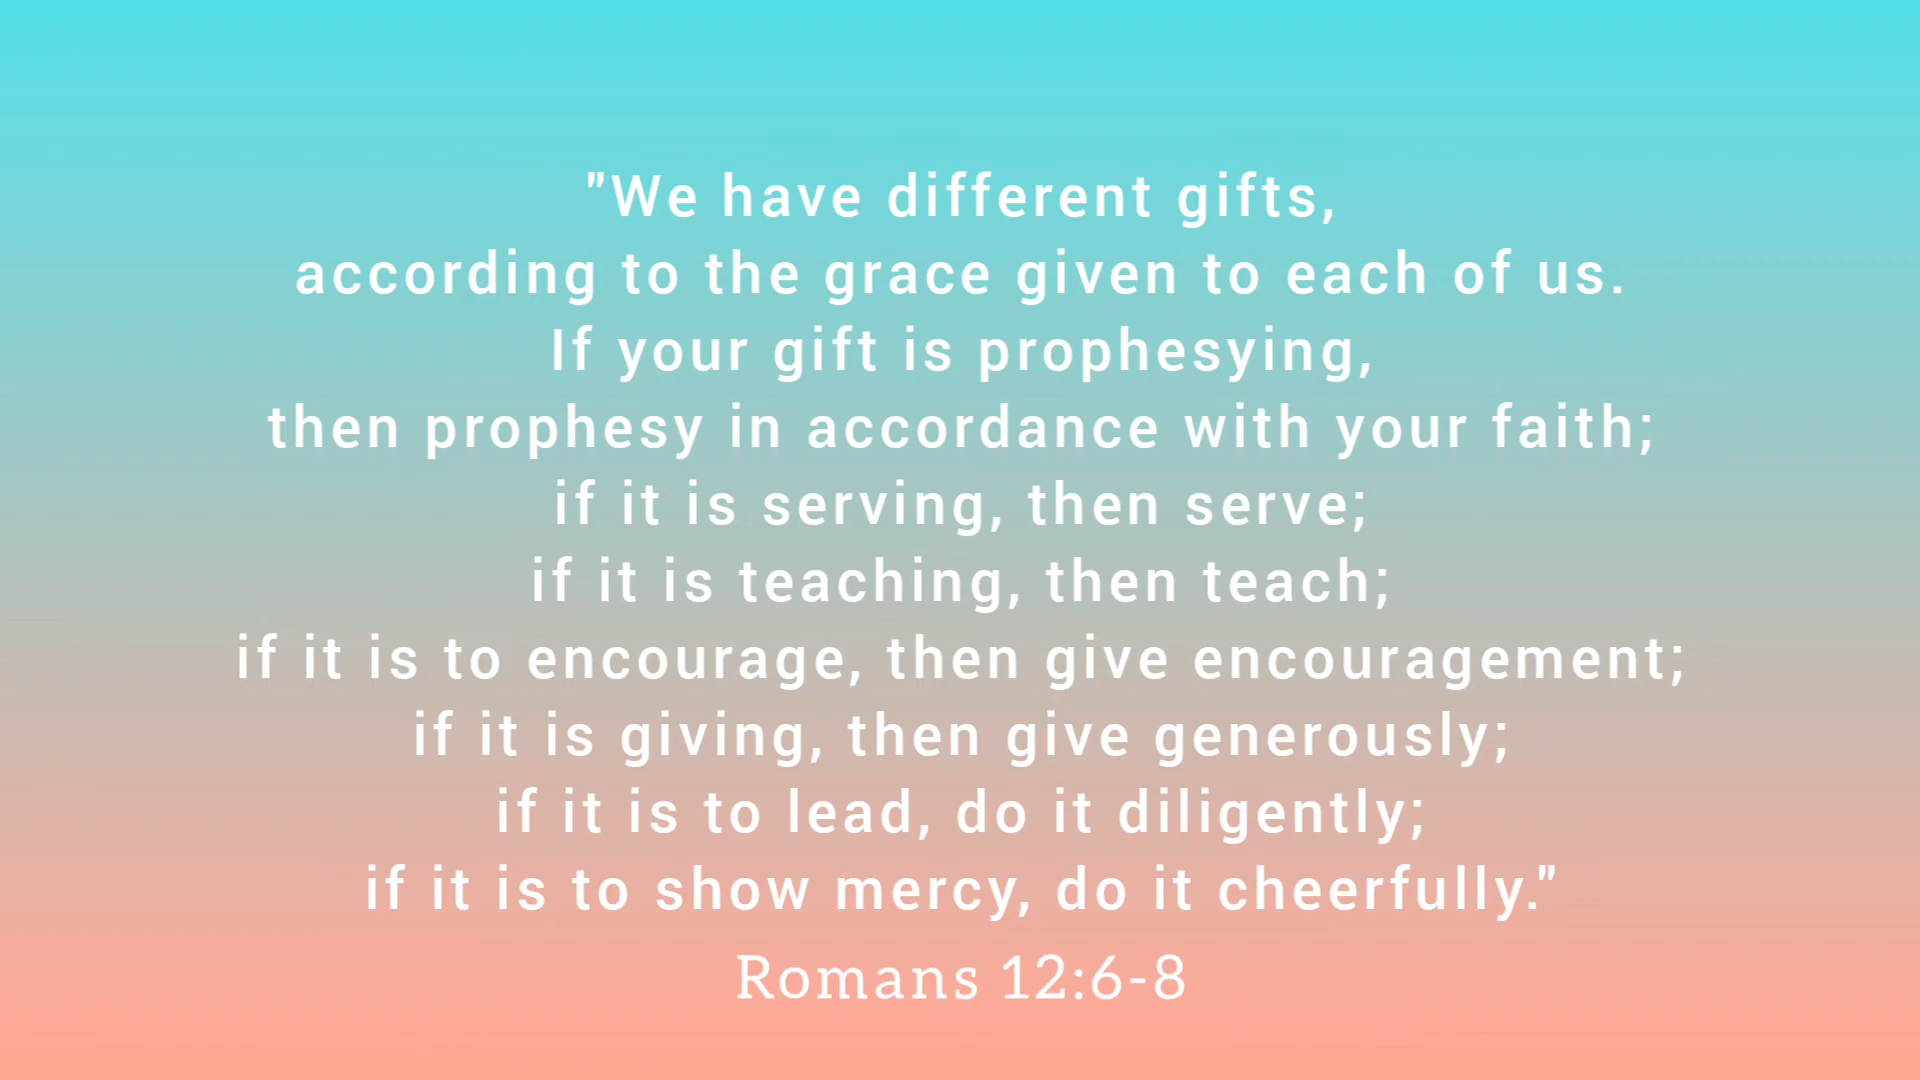 "We have different gifts,
according to the grace given to each of us.
If your gift is prophesying,
then prophesy in accordance with your faith;
if it is serving, then serve;
if it is teaching, then teach;
if it is to encourage, then give encouragement;
if it is giving, then give generously;
if it is to lead, do it diligently;
if it is to show mercy, do it cheerfully."
Romans 12:6-8